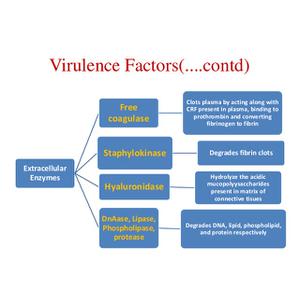 Virulence Factors(....contd)
Extracellular
Enzymes
Free
coagulase
Clots plasma by acting along with
CRF present in plasma, binding to
prothrombin and converting
fibrinogen to fibrin
Staphylokinase
Degrades fibrin clots
Hyaluronidase
Hydrolyze the acidic
mucopolyysaccharides
present in matrix of
connective tissues
DnAase, Lipase,
Phospholipase,
protease
Degrades DNA, lipid, phospholipid,
and protein respectively